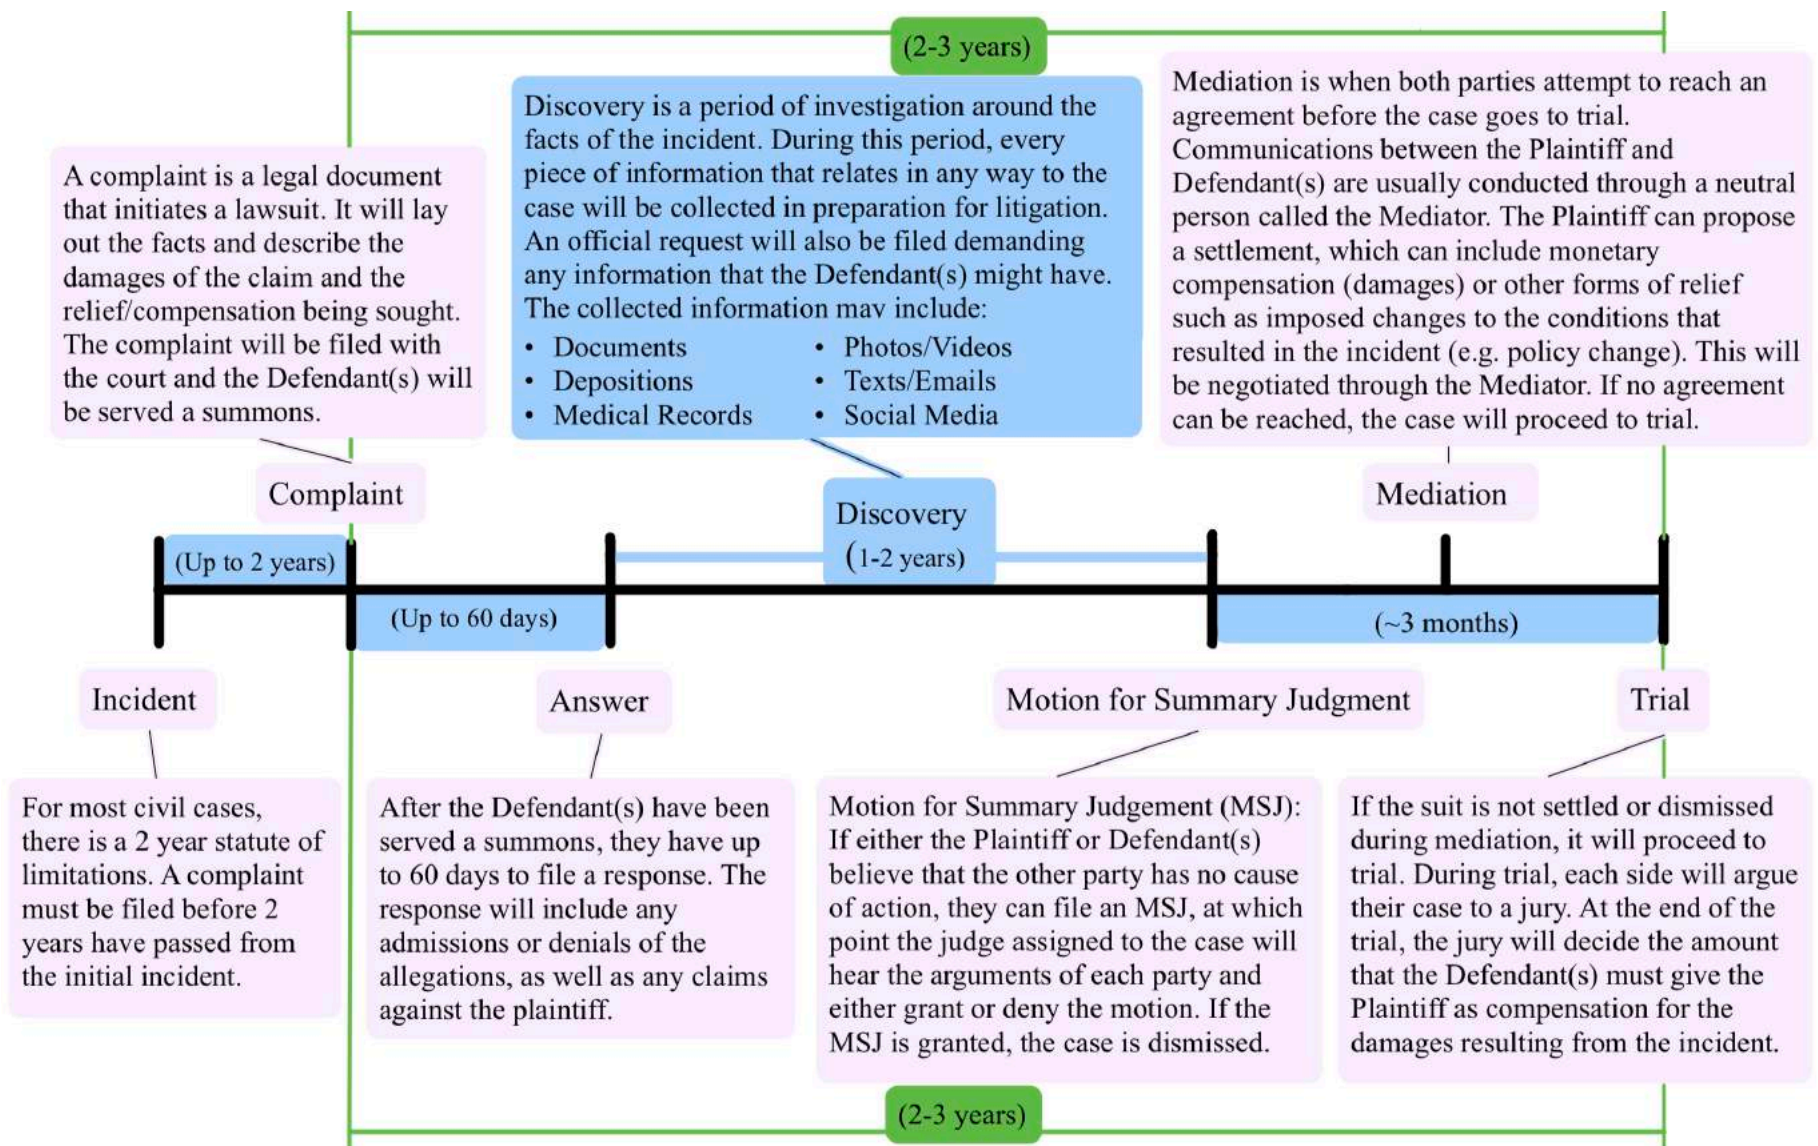 (2-3 years)
A complaint is a legal document
that initiates a lawsuit. It will lay
out the facts and describe the
damages of the claim and the
relief/compensation being sought.
The complaint will be filed with
the court and the Defendant(s) will
be served a summons.
Discovery is a period of investigation around the
facts of the incident. During this period, every
piece of information that relates in any way to the
case will be collected in preparation for litigation.
An official request will also be filed demanding
any information that the Defendant(s) might have.
The collected information may include:
• Documents
• Depositions
• Medical Records
• Photos/Videos
• Texts/Emails
• Social Media
Mediation is when both parties attempt to reach an
agreement before the case goes to trial.
Communications between the Plaintiff and
Defendant(s) are usually conducted through a neutral
person called the Mediator. The Plaintiff can propose
a settlement, which can include monetary
compensation (damages) or other forms of relief
such as imposed changes to the conditions that
resulted in the incident (e.g. policy change). This will
be negotiated through the Mediator. If no agreement
can be reached, the case will proceed to trial.
Complaint
Discovery
(1-2 years)
Mediation
(Up to 2 years)
(Up to 60 days)
(~3 months)
Incident
Answer
Motion for Summary Judgment
Trial
For most civil cases,
there is a 2 year statute of
limitations. A complaint
must be filed before 2
years have passed from
the initial incident.
After the Defendant(s) have been
served a summons, they have up
to 60 days to file a response. The
response will include any
admissions or denials of the
allegations, as well as any claims
against the plaintiff.
Motion for Summary Judgement (MSJ):
If either the Plaintiff or Defendant(s)
believe that the other party has no cause
of action, they can file an MSJ, at which
point the judge assigned to the case will
hear the arguments of each party and
either grant or deny the motion. If the
MSJ is granted, the case is dismissed.
If the suit is not settled or dismissed
during mediation, it will proceed to
trial. During trial, each side will argue
their case to a jury. At the end of the
trial, the jury will decide the amount
that the Defendant(s) must give the
Plaintiff as compensation for the
damages resulting from the incident.
(2-3 years)